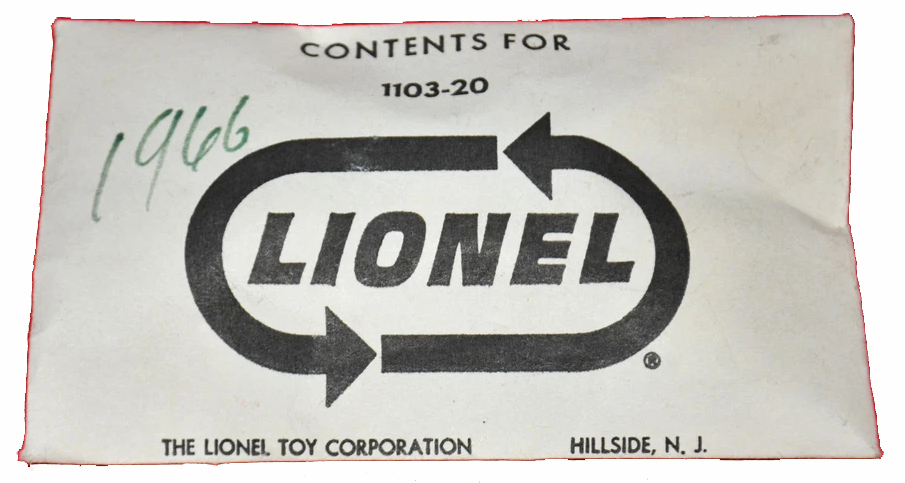 CONTENTS FOR
1103-20
1966
LIONEL
®
THE LIONEL TOY CORPORATION HILLSIDE, N. J.